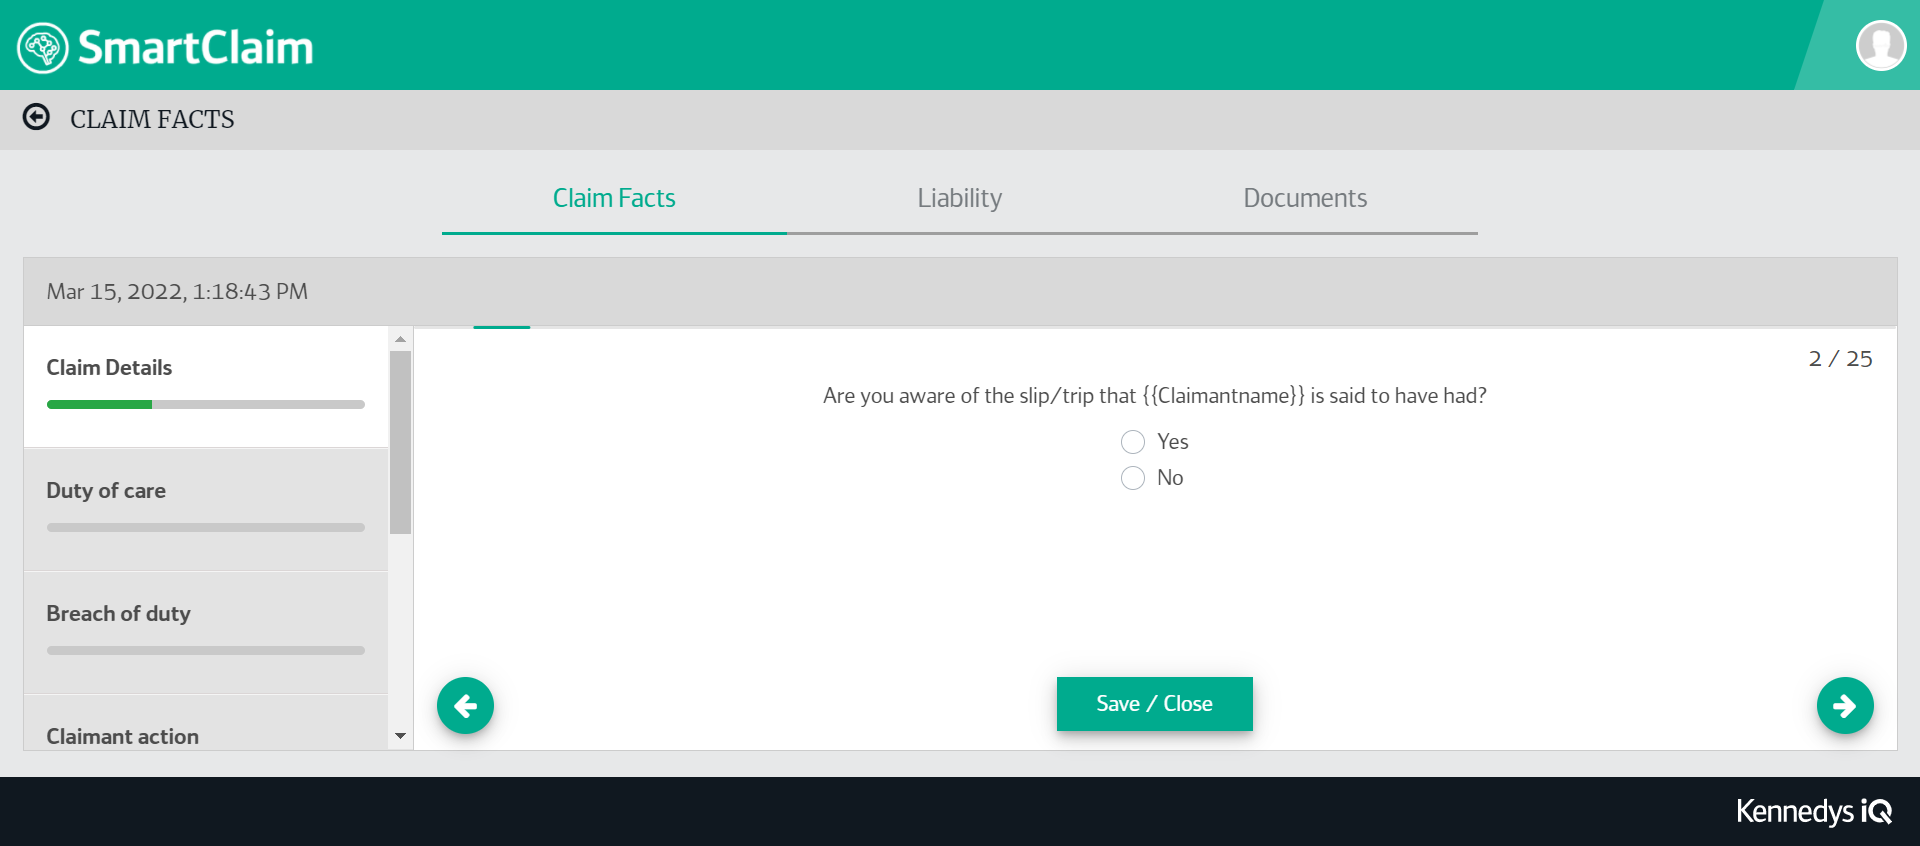 SmartClaim
CLAIM FACTS
Claim Facts
Liability
Documents
Mar 15, 2022, 1:18:43 PM
Claim Details
Duty of care
Breach of duty
Claimant action
2 / 25
Are you aware of the slip/trip that {{Claimantname}} is said to have had?
Yes
No
Save / Close
Kennedys iQ